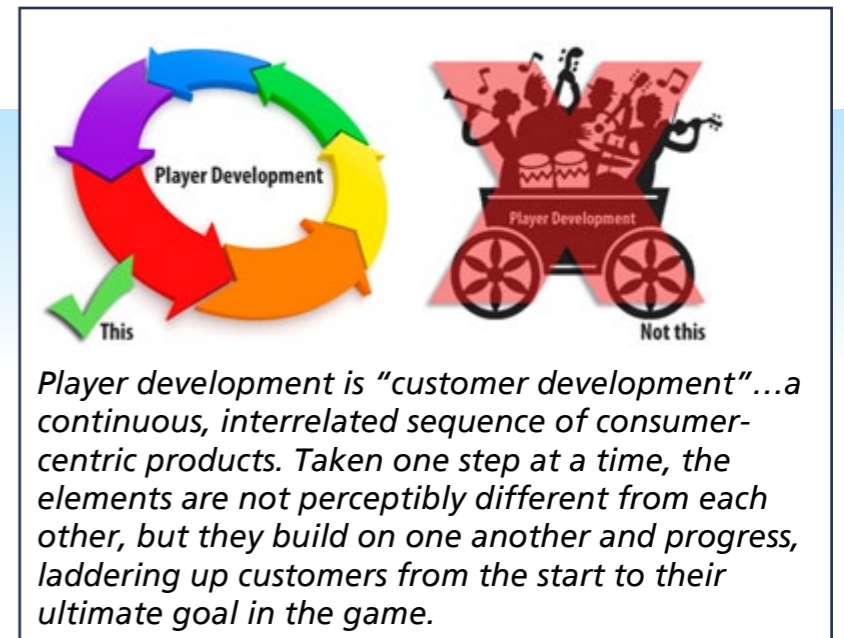 Player Development
Player Development
This
Not this
Player development is “customer development”…a
continuous, interrelated sequence of consumer-
centric products. Taken one step at a time, the
elements are not perceptibly different from each
other, but they build on one another and progress,
laddering up customers from the start to their
ultimate goal in the game.